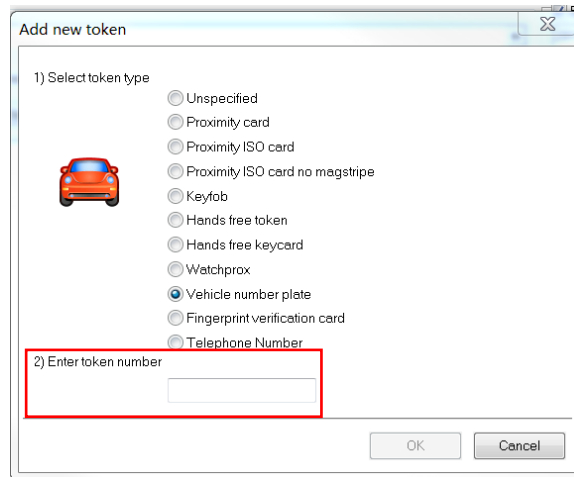 Add new token
1) Select token type
Unspecified
Proximity card
Proximity ISO card
Proximity ISO card no magstripe
Keyfob
Hands free token
Hands free keycard
Watchprox
Vehicle number plate
Fingerprint verification card
Telephone Number
2) Enter token number
OK
Cancel